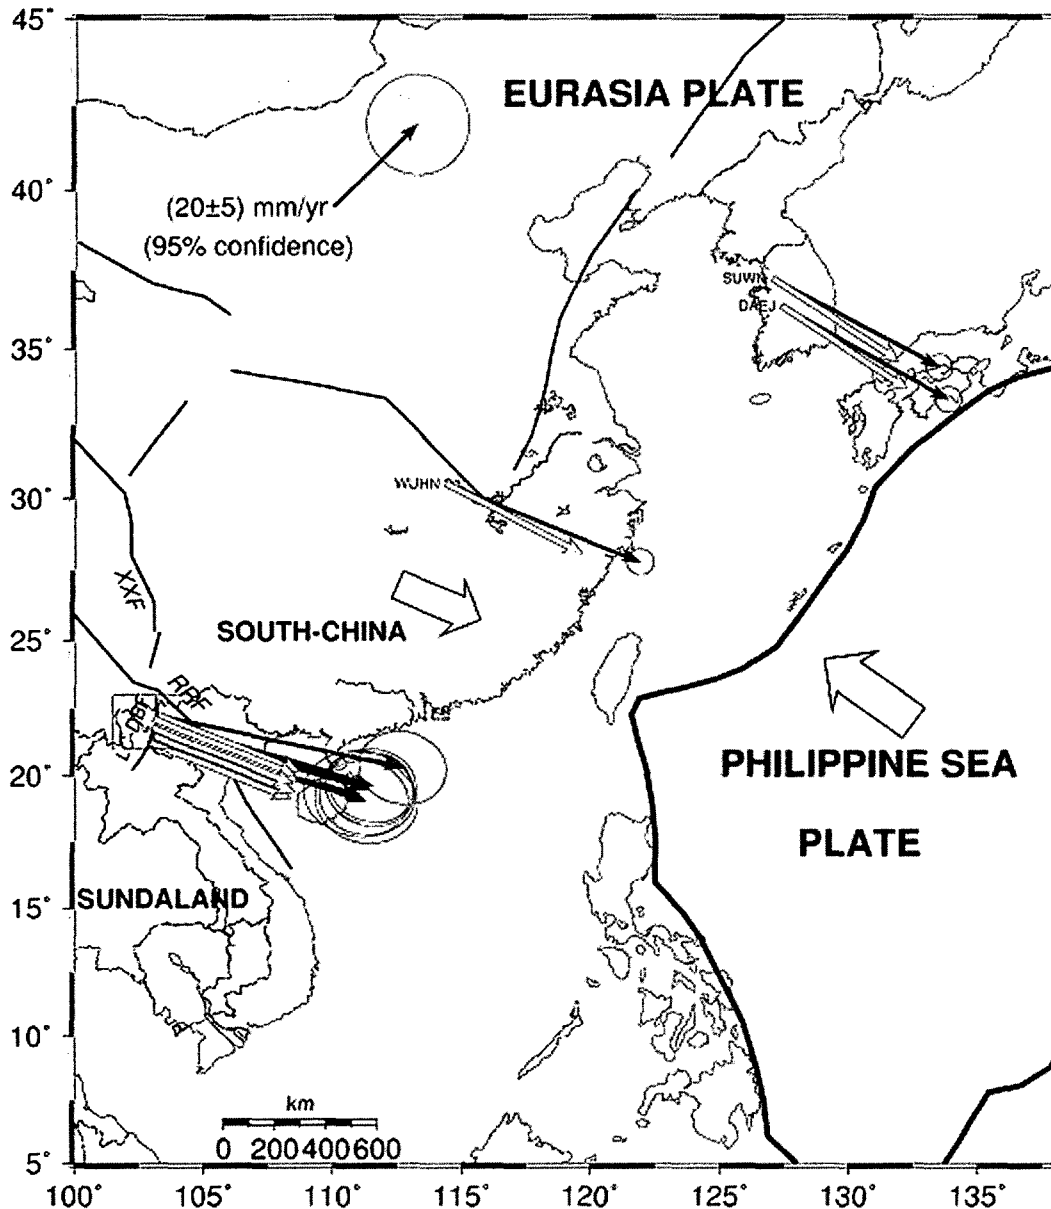 45°
EURASIA PLATE
40°
(20±5) mm/yr
(95% confidence)
SUWN
DAEJ
35°
30°
WUHN
XXF
25°
SOUTH-CHINA
RRF
20°
PHILIPPINE SEA
PLATE
SUNDALAND
15°
10°
km
0 200 400 600
5°
100° 105° 110° 115° 120° 125° 130° 135°